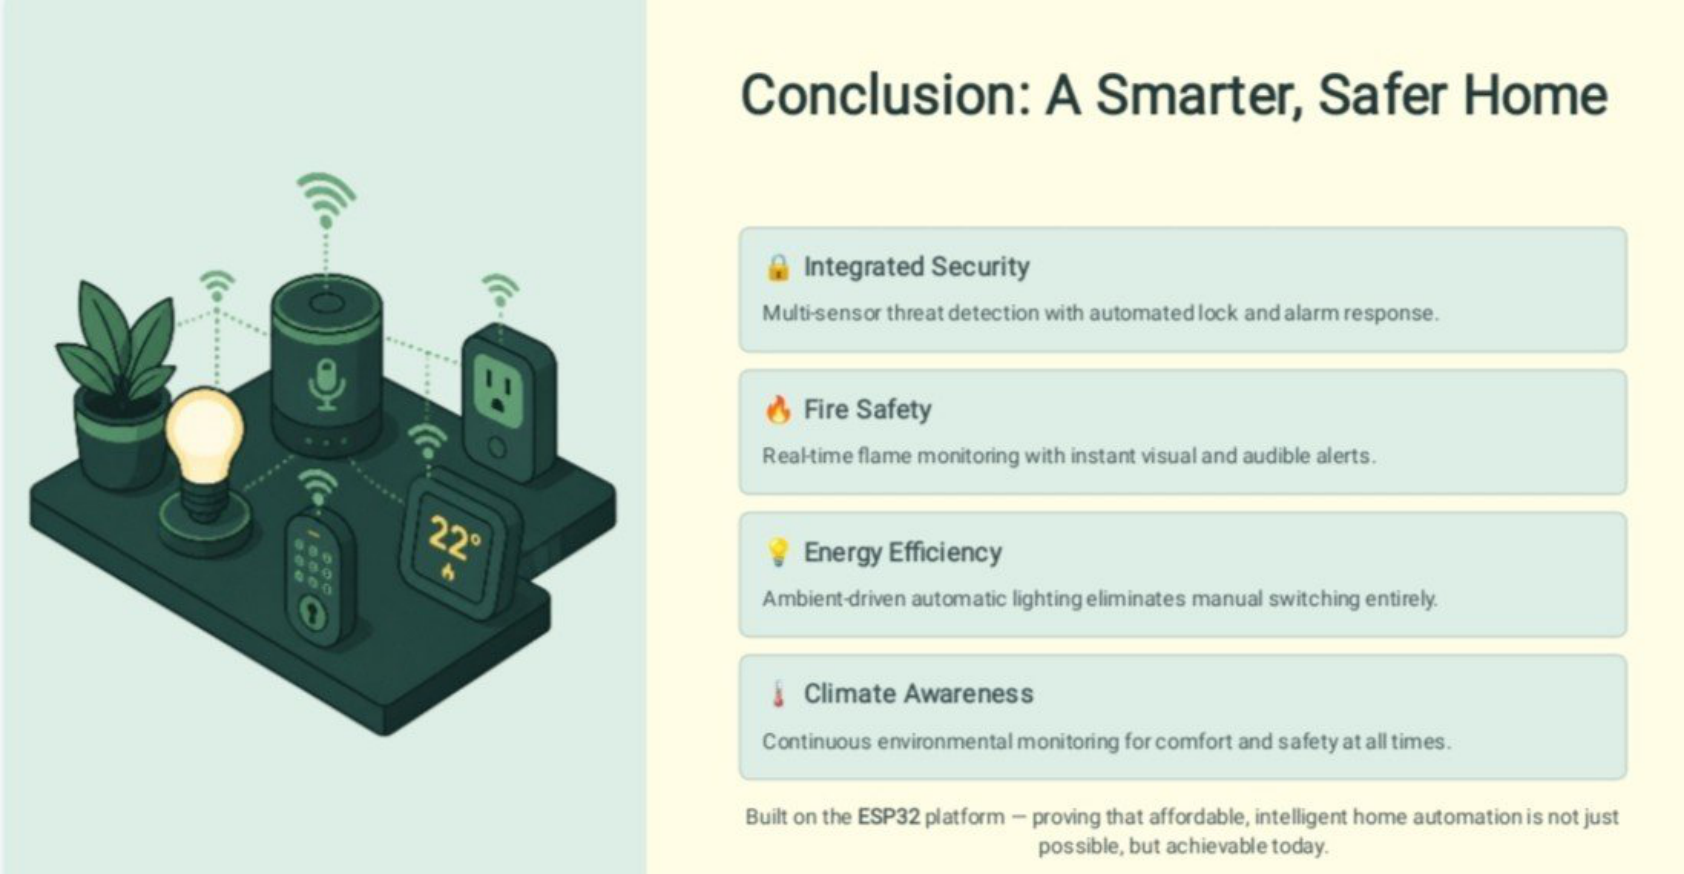 Conclusion: A Smarter, Safer Home
🔒 Integrated Security
Multi-sensor threat detection with automated lock and alarm response.
🔥 Fire Safety
Real-time flame monitoring with instant visual and audible alerts.
💡 Energy Efficiency
Ambient-driven automatic lighting eliminates manual switching entirely.
🌡️ Climate Awareness
Continuous environmental monitoring for comfort and safety at all times.
Built on the ESP32 platform — proving that affordable, intelligent home automation is not just
possible, but achievable today.
22°